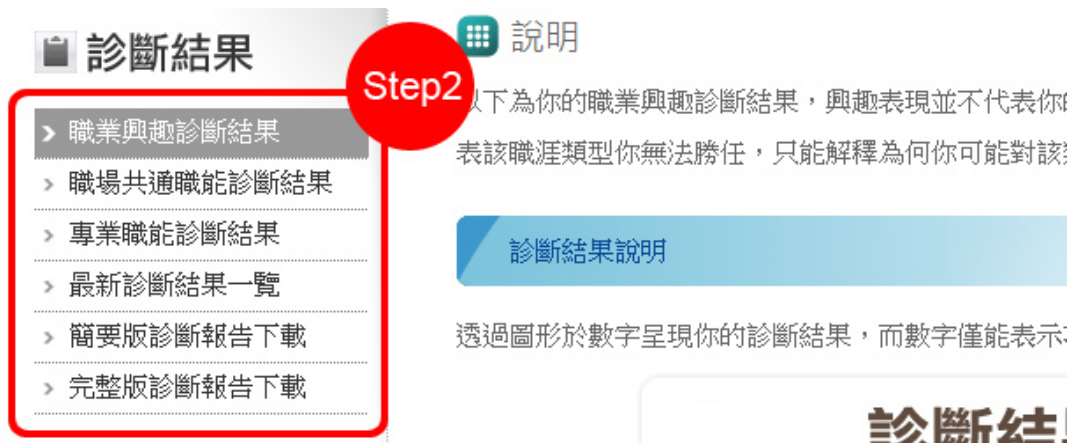 診斷結果
Step2
職業興趣診斷結果
職場共通職能診斷結果
專業職能診斷結果
最新診斷結果一覽
簡要版診斷報告下載
完整版診斷報告下載
說明
以下為你的職業興趣診斷結果,興趣表現並不代表你
表該職涯類型你無法勝任,只能解釋為何你可能對該
診斷結果說明
透過圖形於數字呈現你的診斷結果,而數字僅能表示
診斷結